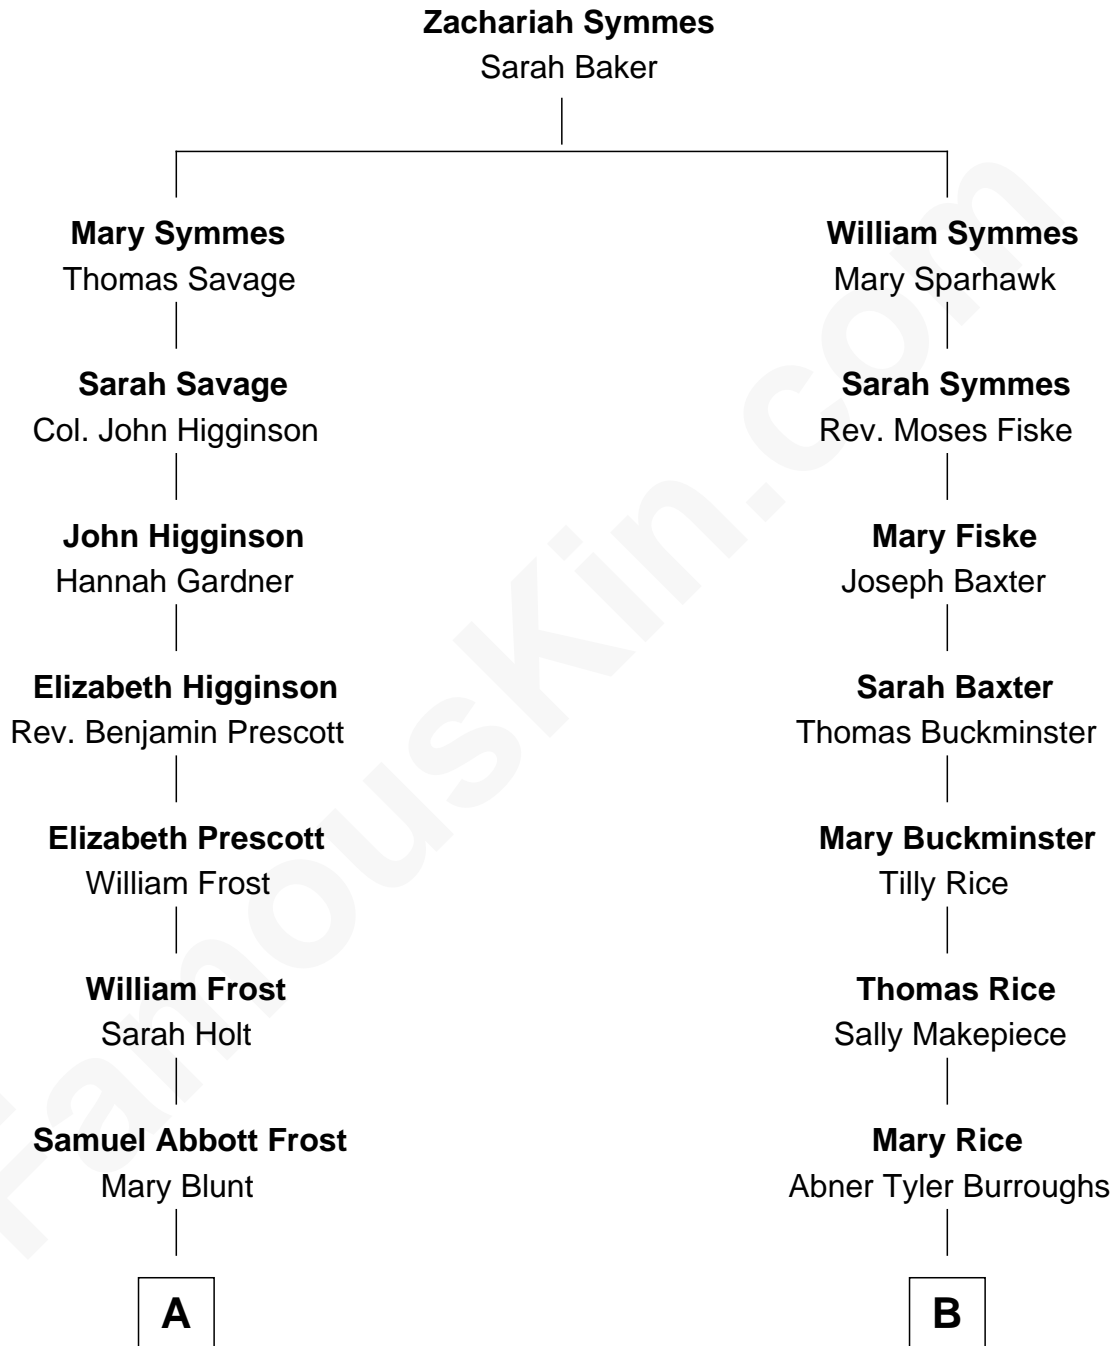 Zachariah Symmes
Sarah Baker
Mary Symmes
Thomas Savage
William Symmes
Mary Sparhawk
Sarah Savage
Col. John Higginson
Sarah Symmes
Rev. Moses Fiske
John Higginson
Hannah Gardner
Mary Fiske
Joseph Baxter
Elizabeth Higginson
Rev. Benjamin Prescott
Sarah Baxter
Thomas Buckminster
Elizabeth Prescott
William Frost
Mary Buckminster
Tilly Rice
William Frost
Sarah Holt
Thomas Rice
Sally Makepiece
Samuel Abbott Frost
Mary Blunt
Mary Rice
Abner Tyler Burroughs
A
B
FamousKin.com